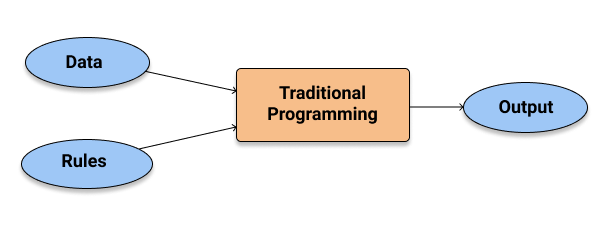 Data
Traditional
Programming
Output
Rules